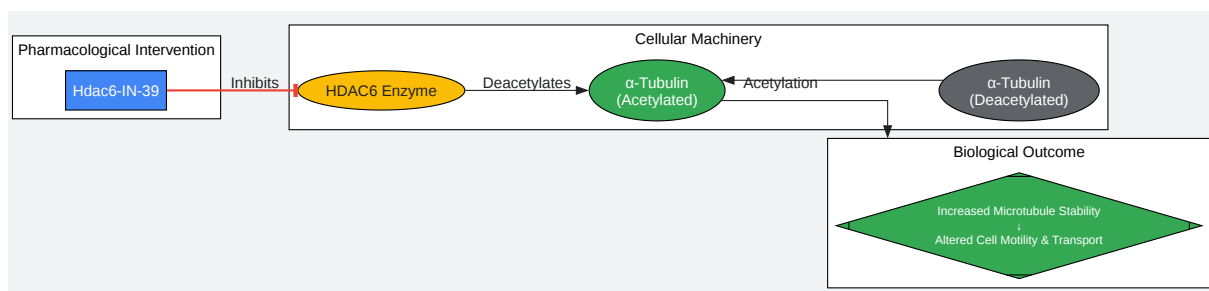 Pharmacological Intervention
Hdac6-IN-39
Inhibits
Cellular Machinery
HDAC6 Enzyme
Deacetylates
α-Tubulin
(Acetylated)
Acetylation
α-Tubulin
(Deacetylated)
Biological Outcome
Increased Microtubule Stability
↓
Altered Cell Motility & Transport